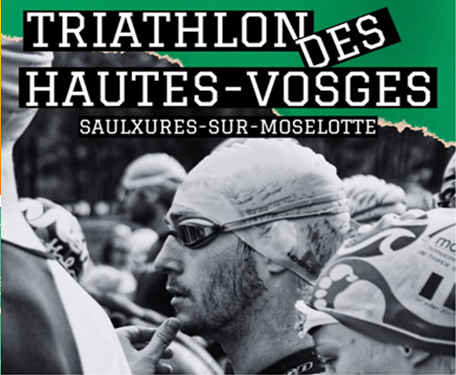 TRIATHLON
DES
HAUTES-VOSGES
SAULXURES-SUR-MOSELOTTE